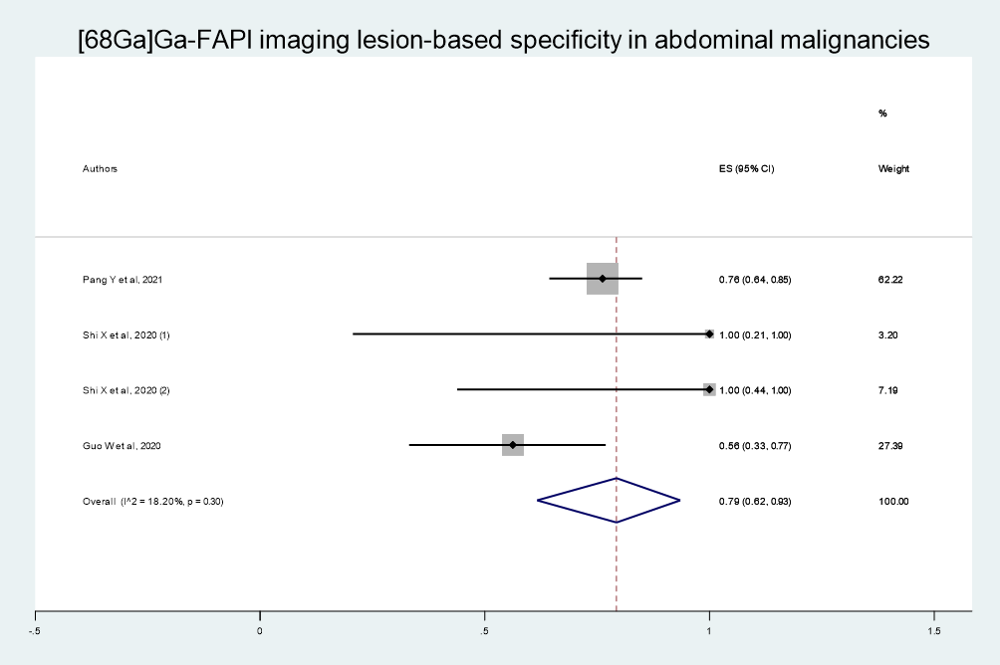 [68Ga]Ga-FAPI imaging lesion-based specificity in abdominal malignancies
%
Authors ES (95% CI) Weight
Pang Y et al, 2021 0.76 (0.64, 0.85) 62.22
Shi X et al, 2020 (1) 1.00 (0.21, 1.00) 3.20
Shi X et al, 2020 (2) 1.00 (0.44, 1.00) 7.19
Guo W et al, 2020 0.56 (0.33, 0.77) 27.39
Overall (I^2 = 18.20%, p = 0.30) 0.79 (0.62, 0.93) 100.00
-.5 0 .5 1 1.5